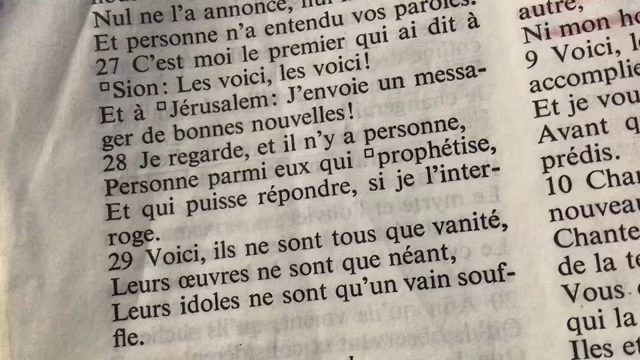 Nul ne l'a annoncé, nul
Et personne n'a entendu vos paroles.
27 C'est moi le premier qui ai dit à
▫Sion: Les voici, les voici!
Et à ▫Jérusalem: J'envoie un messa-
ger de bonnes nouvelles!
28 Je regarde, et il n'y a personne,
Personne parmi eux qui ▫prophétise,
Et qui puisse répondre, si je l'inter-
roge.
29 Voici, ils ne sont tous que vanité,
Leurs œuvres ne sont que néant,
Leurs idoles ne sont qu'un vain souf-
fle.
autre,
Ni mon
9 Voici,
accomplie
Et je
Avant
prédis.
10
nouveau
Chante
de la
Vous
qui la
Iles